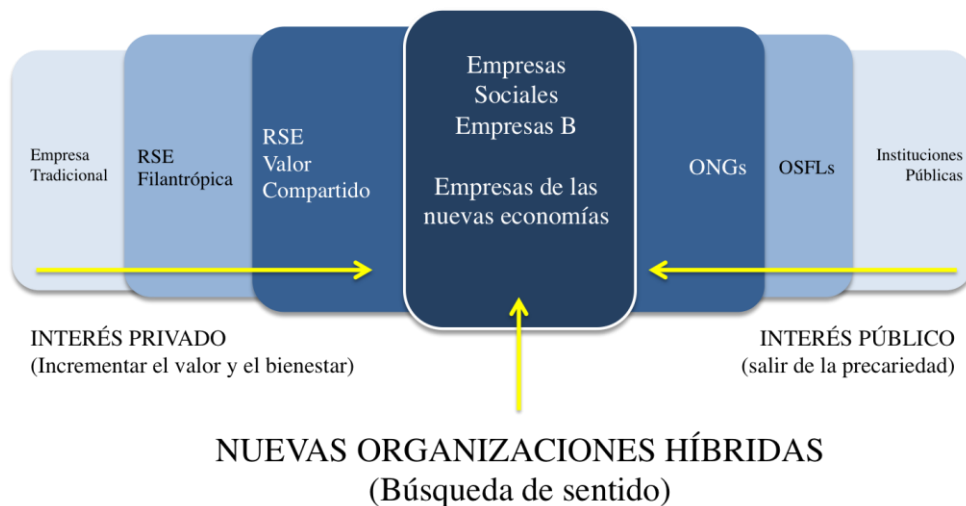 Empresa
Tradicional
RSE
Filantrópica
RSE
Valor
Compartido
Empresas
Sociales
Empresas B
Empresas de las
nuevas economías
ONGs
OSFLs
Instituciones
Públicas
INTERÉS PRIVADO
(Incrementar el valor y el bienestar)
INTERÉS PÚBLICO
(salir de la precariedad)
NUEVAS ORGANIZACIONES HÍBRIDAS
(Búsqueda de sentido)